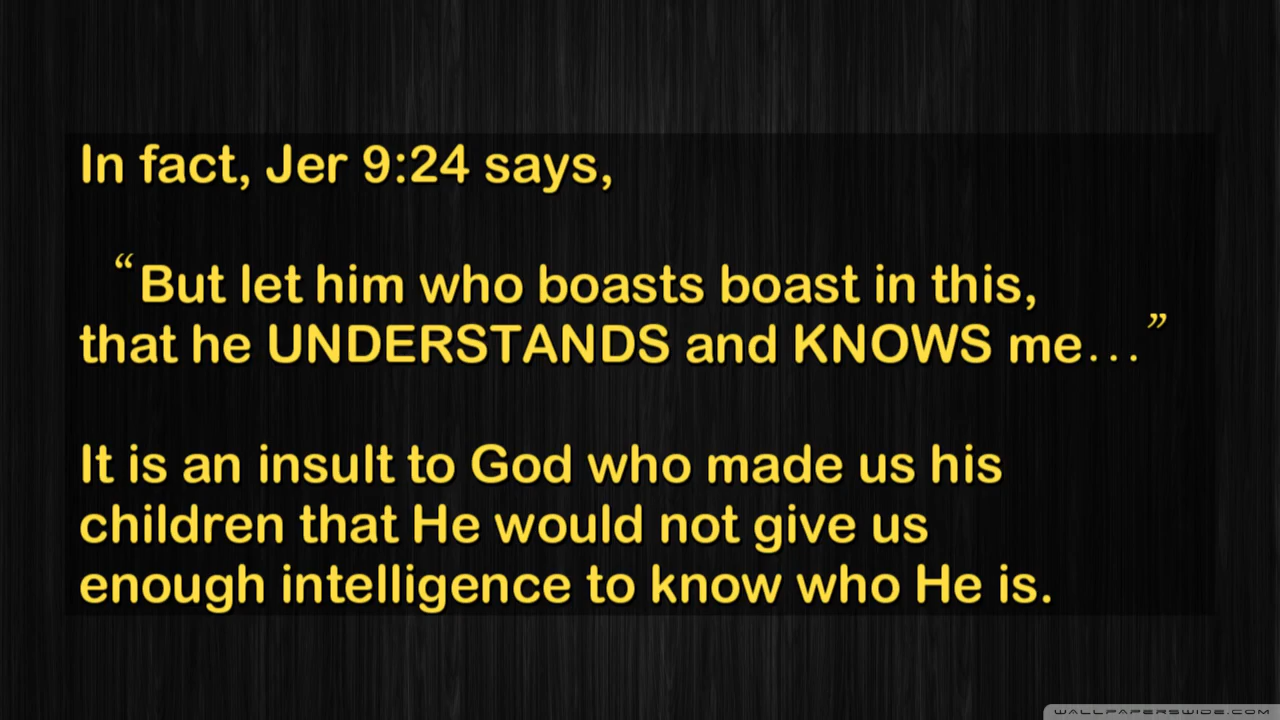 In fact, Jer 9:24 says,
“But let him who boasts boast in this,
that he UNDERSTANDS and KNOWS me...”
It is an insult to God who made us his
children that He would not give us
enough intelligence to know who He is.
WALLPAPERSWIDE.COM